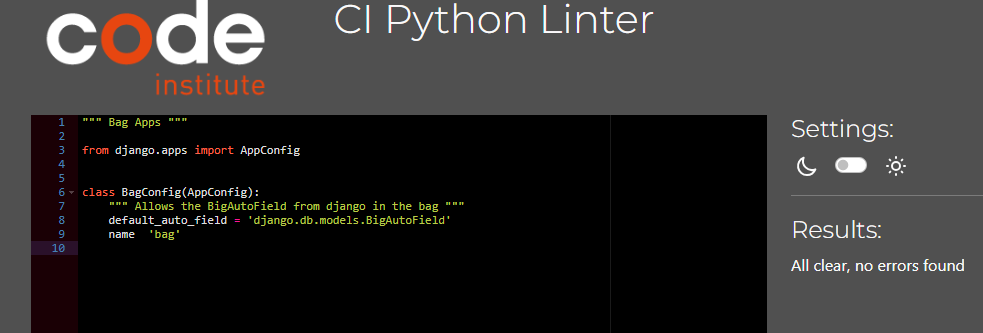 code
institute
CI Python Linter
1 """ Bag Apps """
2
3 from django.apps import AppConfig
4
5
6 class BagConfig(AppConfig):
7 """ Allows the BigAutoField from django in the bag """
8 default_auto_field = 'django.db.models.BigAutoField'
9 name  'bag'
10
Settings:
Results:
All clear, no errors found